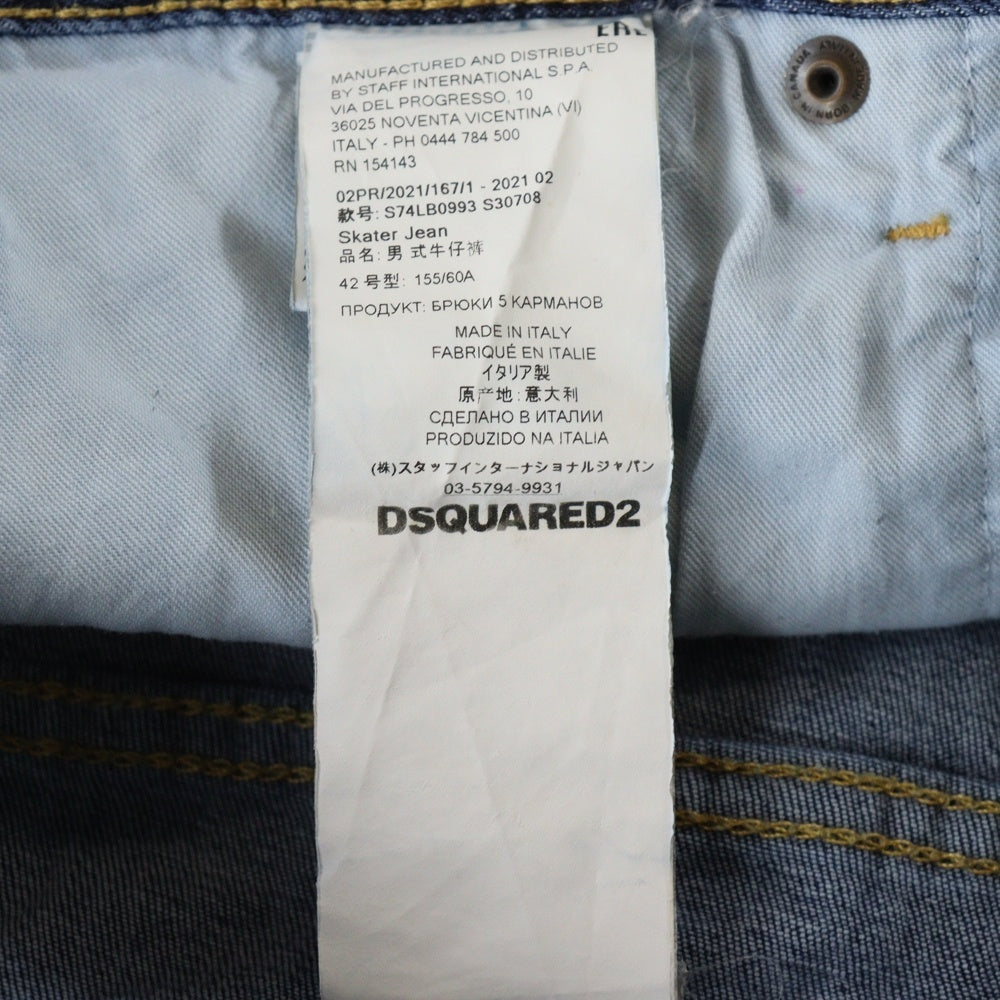 EAC
MANUFACTURED AND DISTRIBUTED
BY STAFF INTERNATIONAL S.P.A.
VIA DEL PROGRESSO, 10
36025 NOVENTA VICENTINA (VI)
ITALY - PH 0444 784 500
RN 154143
02PR/2021/167/1 - 2021 02
款号: S74LB0993 S30708
Skater Jean
品名: 男 式牛仔裤
42 号型: 155/60A
ПРОДУКТ: БРЮКИ 5 КАРМАНОВ
MADE IN ITALY
FABRIQUÉ EN ITALIE
イタリア製
原产地: 意大利
СДЕЛАНО В ИТАЛИИ
PRODUZIDO NA ITALIA
(株)スタッフインターナショナルジャパン
03-5794-9931
DSQUARED2
BORN IN CANADA